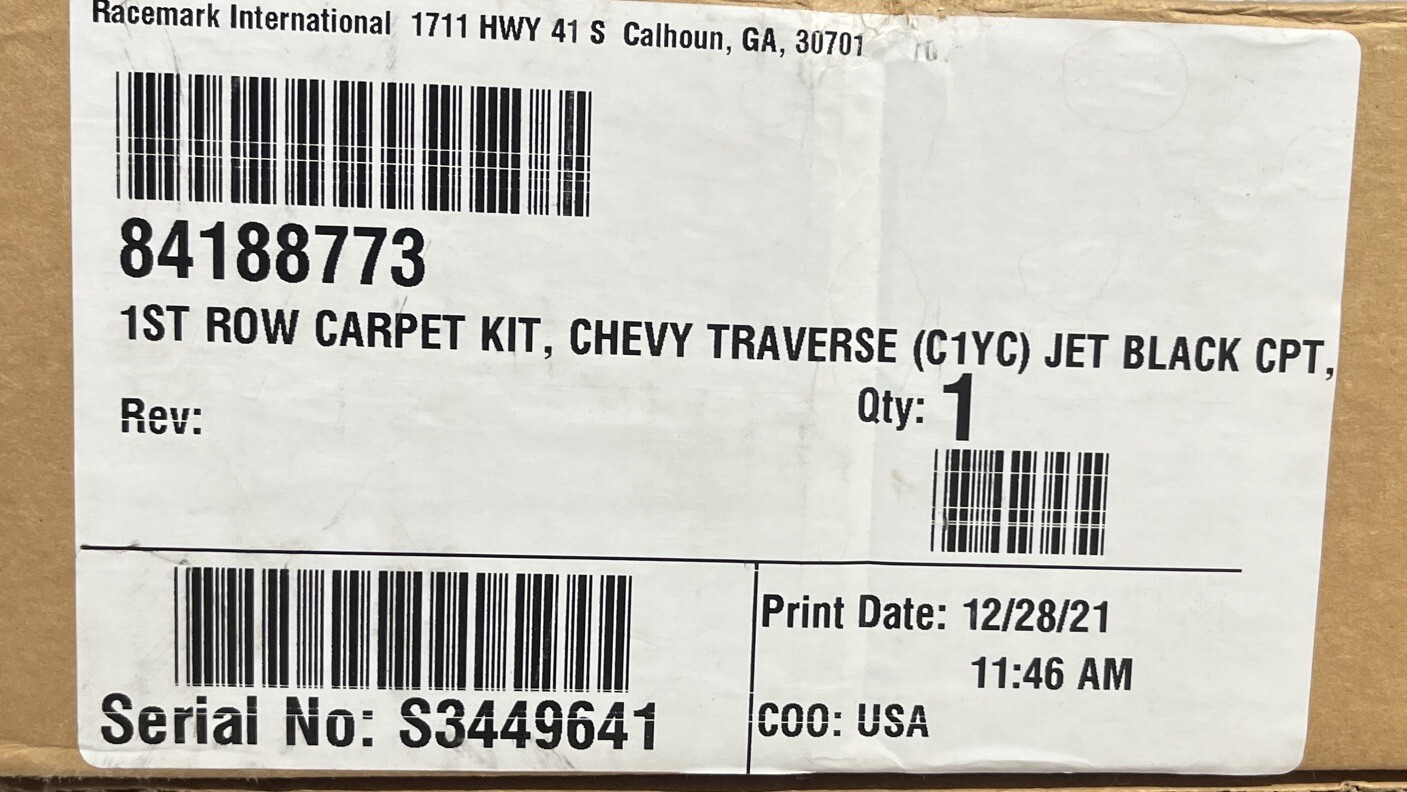 Racemark International 1711 HWY 41 S Calhoun, GA, 30701
84188773
1ST ROW CARPET KIT, CHEVY TRAVERSE (C1YC) JET BLACK CPT,
Rev:
Qty: 1
Serial No: S3449641
Print Date: 12/28/21
11:46 AM
COO: USA